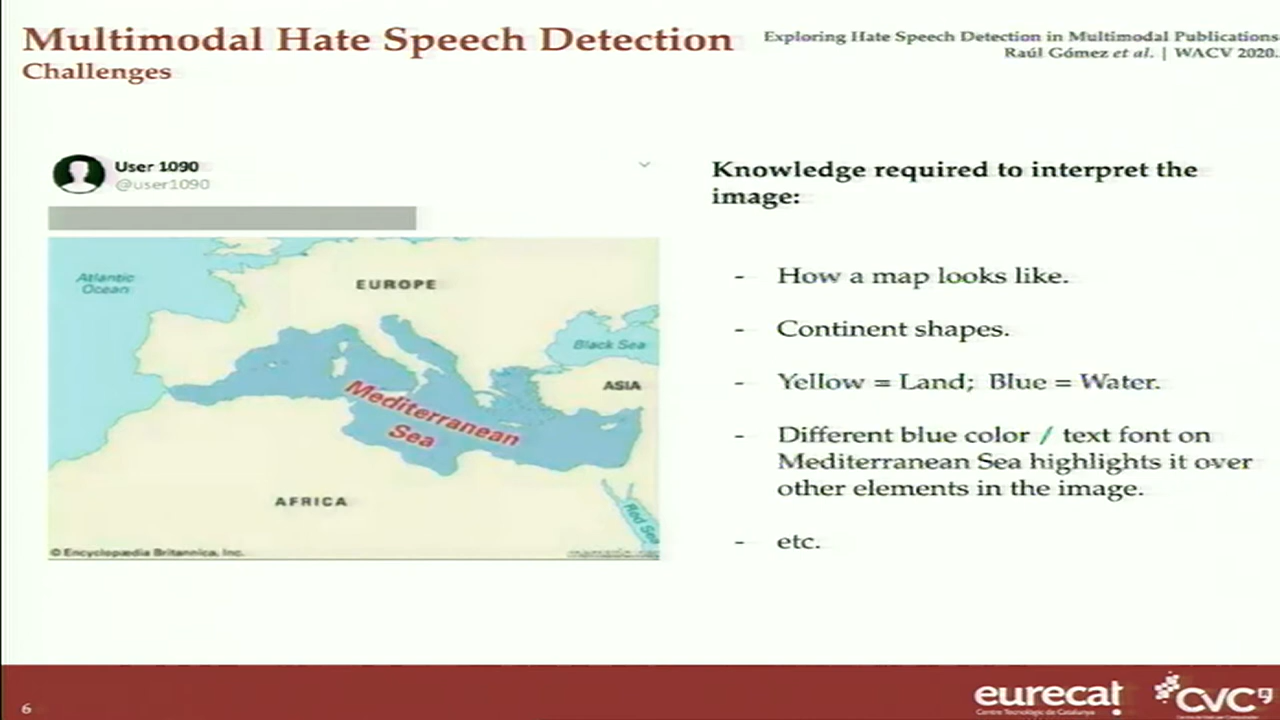 Multimodal Hate Speech Detection
Challenges
Exploring Hate Speech Detection in Multimodal Publications
Raúl Gómez et al. | WACV 2020.
User 1090
@user1090
Atlantic
Ocean
EUROPE
Black Sea
ASIA
Mediterranean
Sea
AFRICA
Red Sea
© Encyclopædia Britannica, Inc.
Knowledge required to interpret the
image:
- How a map looks like.
- Continent shapes.
- Yellow = Land; Blue = Water.
- Different blue color / text font on
Mediterranean Sea highlights it over
other elements in the image.
- etc.
6
eurecat
Centre Tecnològic de Catalunya
CVC